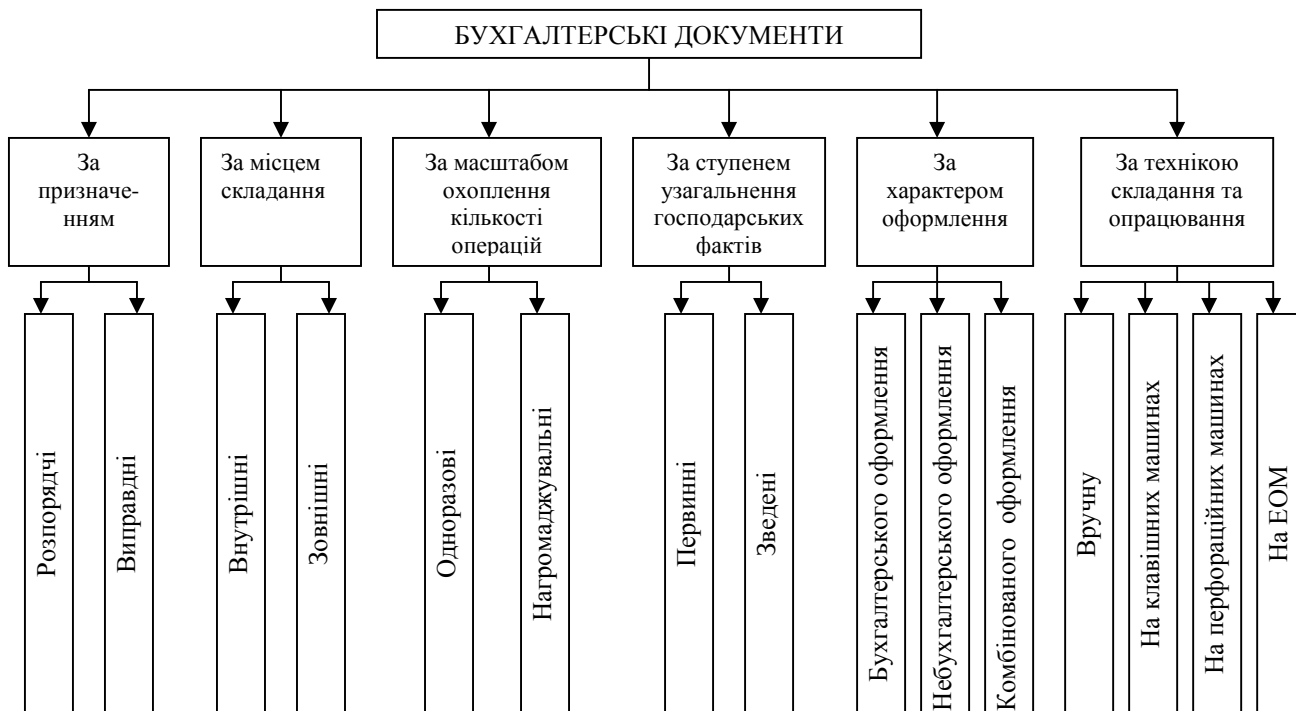 БУХГАЛТЕРСЬКІ ДОКУМЕНТИ
За
призначе-
нням
За місцем
складання
За масштабом
охоплення
кількості
операцій
За ступенем
узагальнення
господарських
фактів
За
характером
оформлення
За технікою
складання та
опрацювання
Розпорядчі
Виправдні
Внутрішні
Зовнішні
Одноразові
Нагромаджувальні
Первинні
Зведені
Бухгалтерського оформлення
Небухгалтерського оформлення
Комбінованого оформлення
Вручну
На клавішних машинах
На перфораційних машинах
На ЕОМ